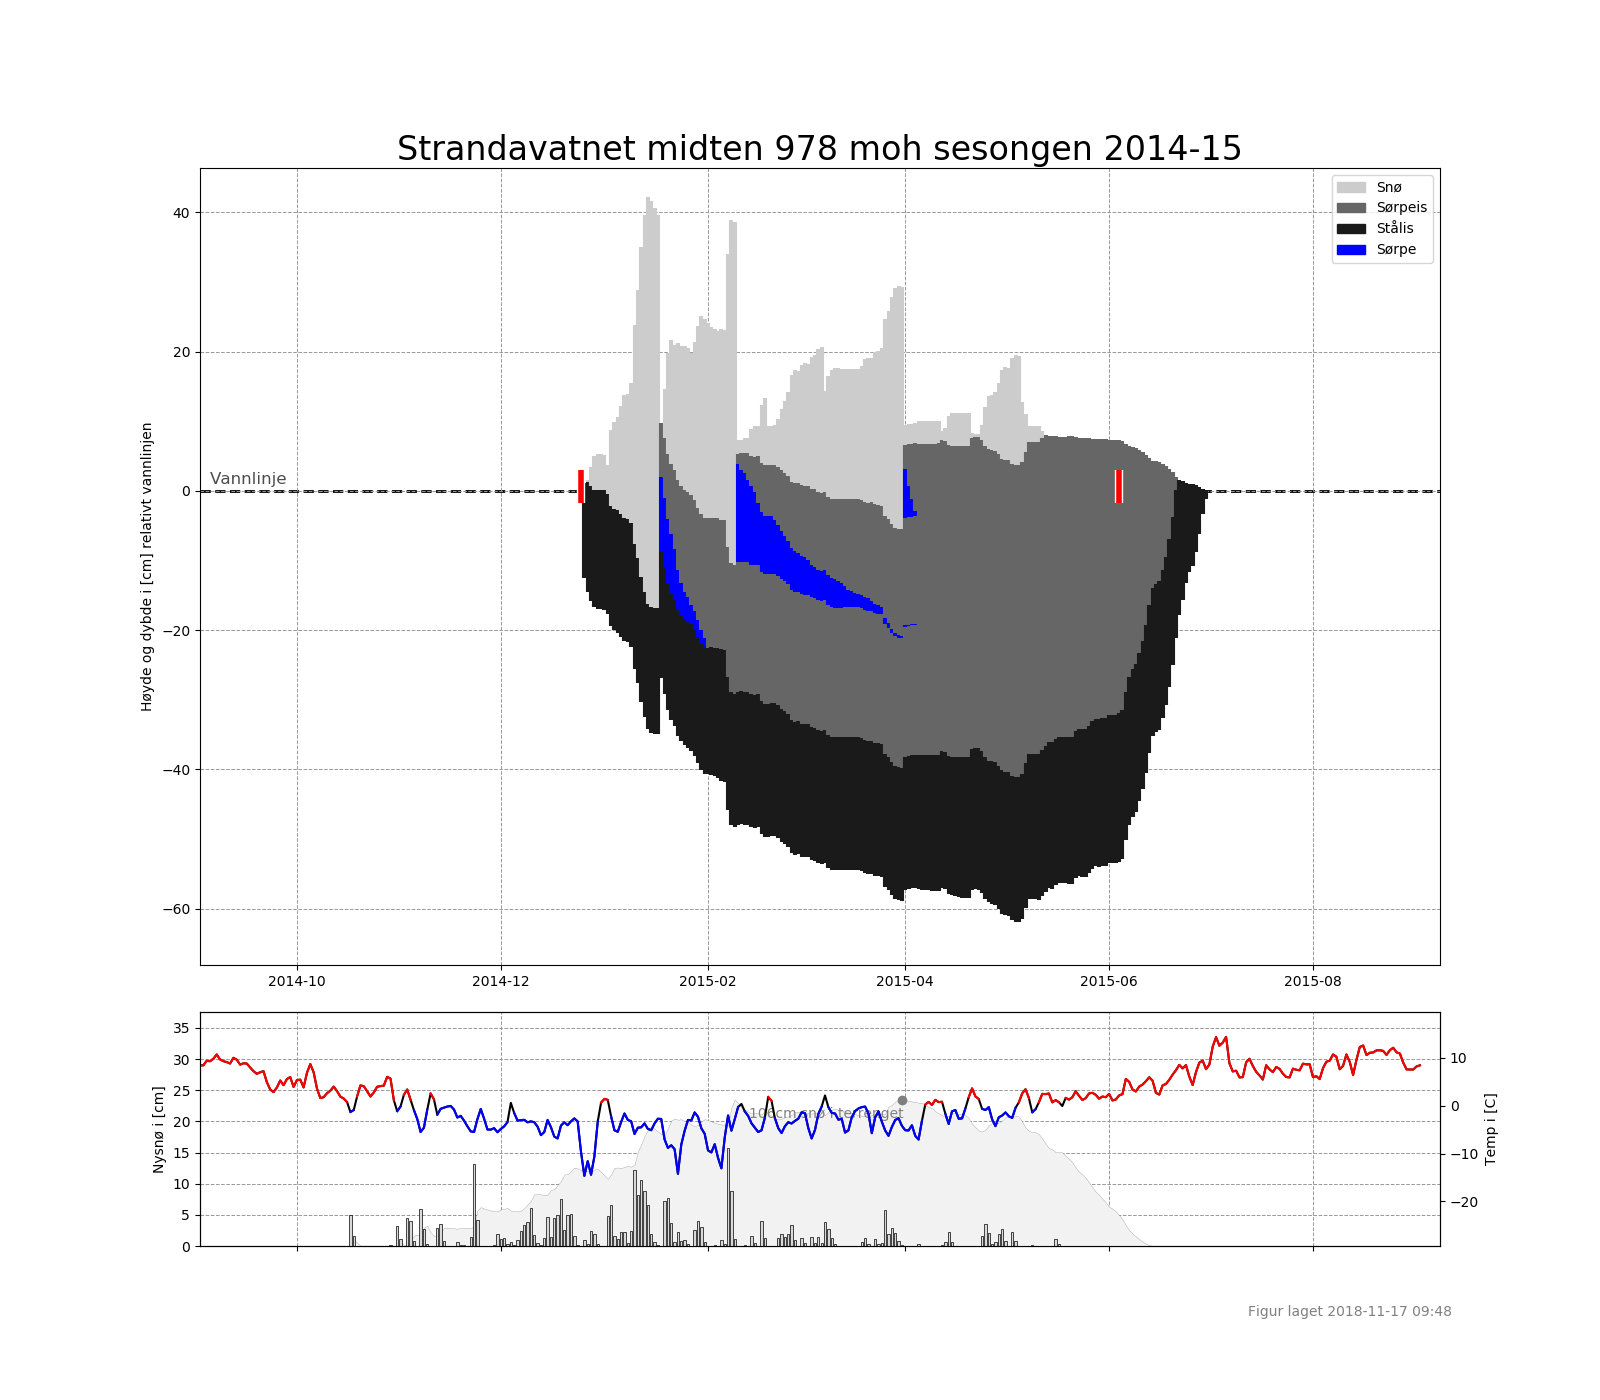 Strandavatnet midten 978 moh sesongen 2014-15
Snø
Sørpeis
Stålis
Sørpe
Høyde og dybde i [cm] relativt vannlinjen
40
20
0
−20
−40
−60
Vannlinje
2014-10
2014-12
2015-02
2015-04
2015-06
2015-08
Nysnø i [cm]
35
30
25
20
15
10
5
0
106cm snø i terrenget
10
0
−10
−20
Temp i [C]
Figur laget 2018-11-17 09:48